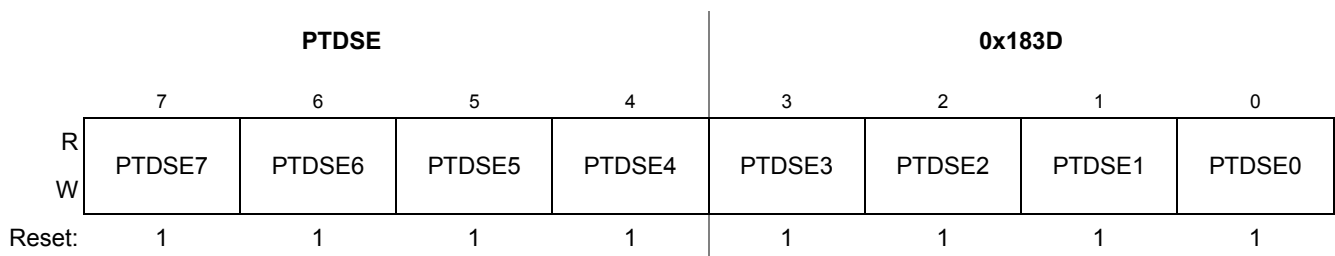 PTDSE 0x183D
7 6 5 4 3 2 1 0
R
PTDSE7 PTDSE6 PTDSE5 PTDSE4 PTDSE3 PTDSE2 PTDSE1 PTDSE0
W
Reset: 1 1 1 1 1 1 1 1